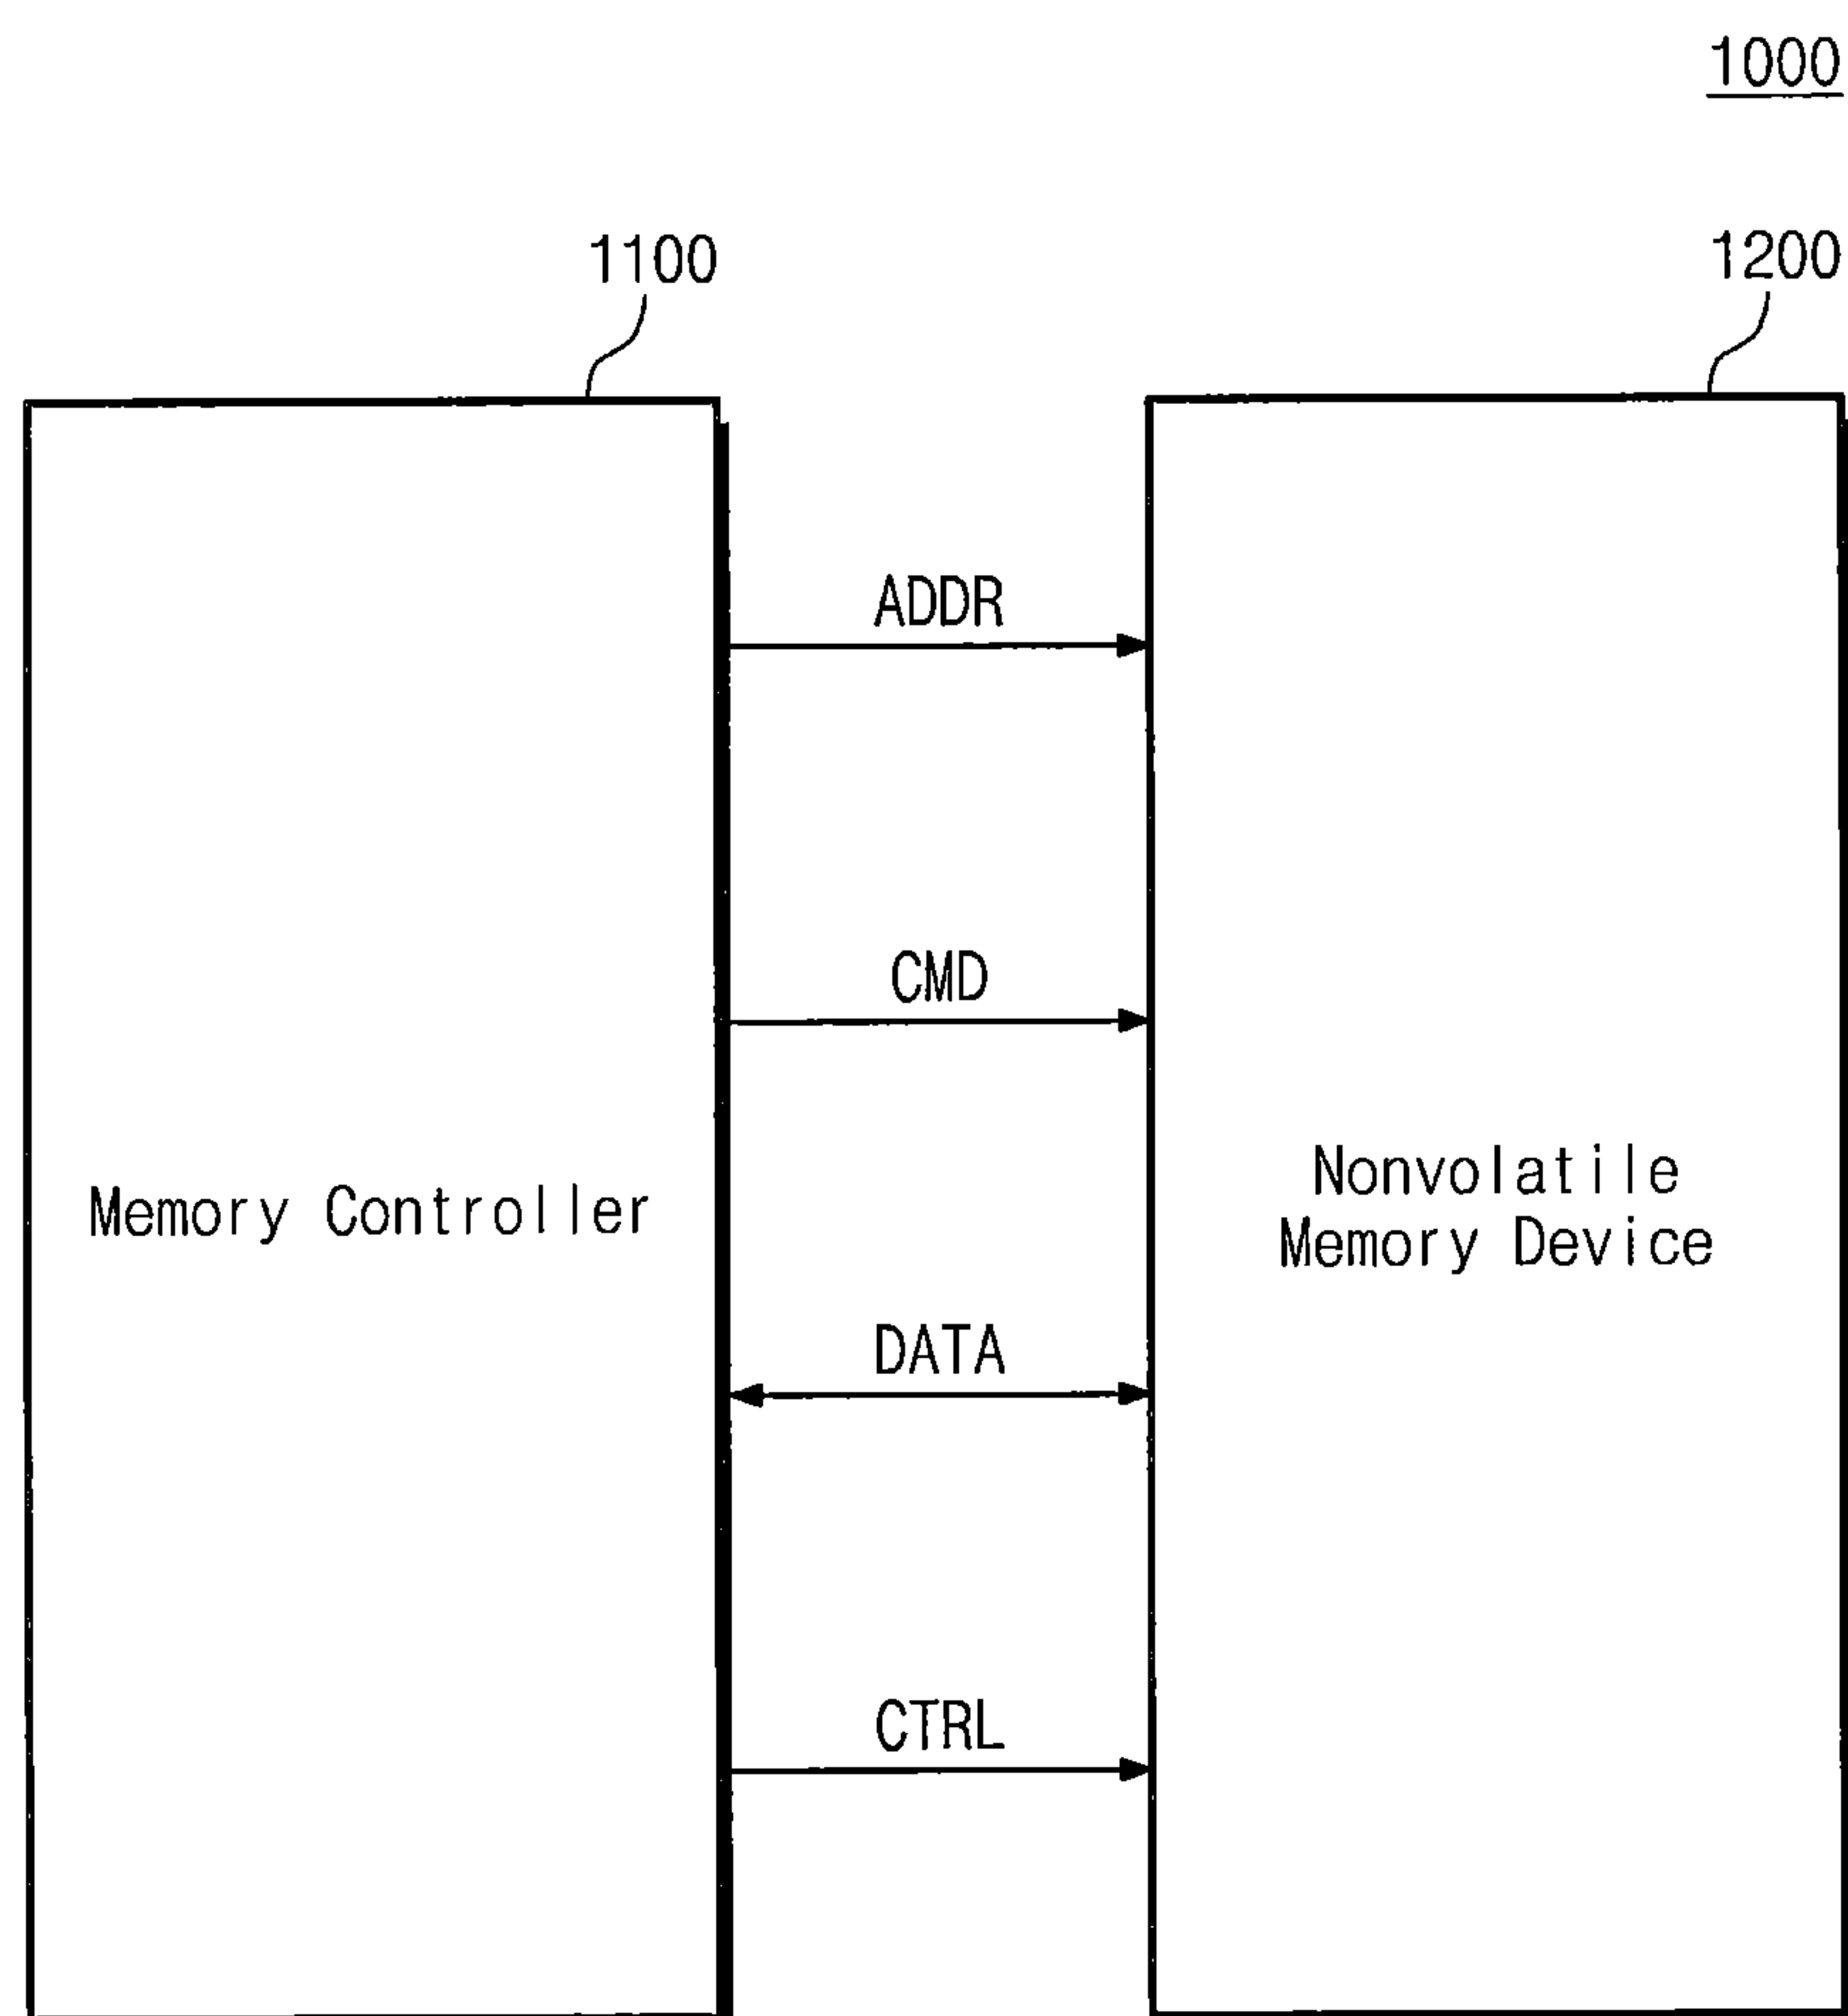 1000
1100
1200
ADDR
CMD
Memory Controller
Nonvolatile
Memory Device
DATA
CTRL